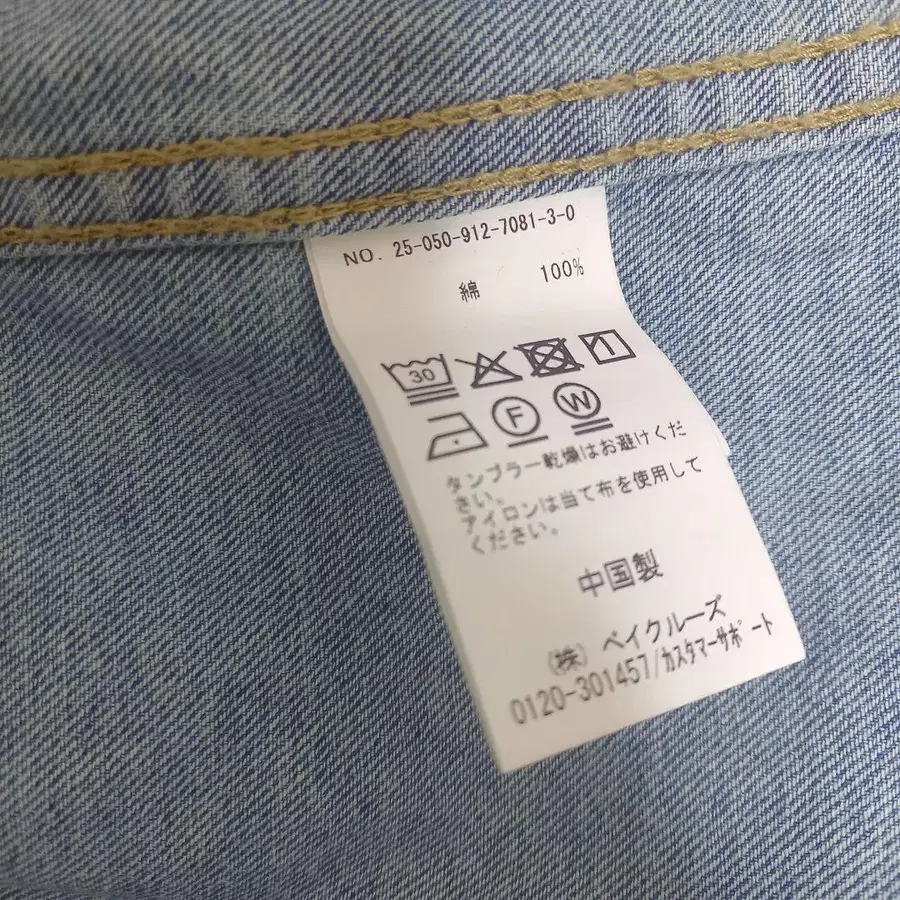 NO. 25-050-912-7081-3-0
綿 100%
30
F W
タンブラー乾燥はお避けくだ
さい。
アイロンは当て布を使用して
ください。
中国製
(株) ベイクルーズ
0120-301457/カスタマーサポート